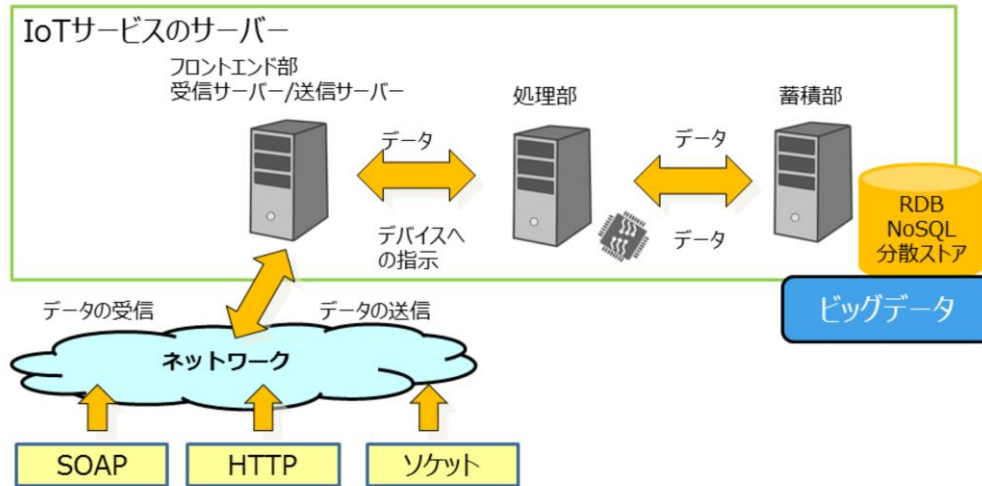 IoTサービスのサーバー
フロントエンド部
受信サーバー/送信サーバー
処理部
蓄積部
データ
データ
デバイスへ
の指示
データ
RDB
NoSQL
分散ストア
ビッグデータ
データの受信
データの送信
ネットワーク
SOAP
HTTP
ソケット